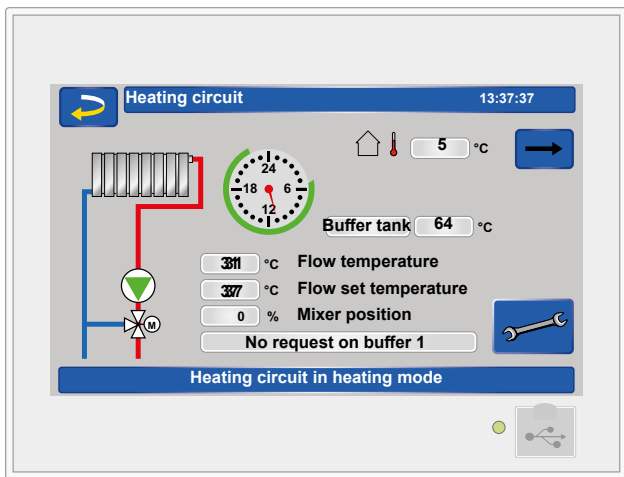 Heating circuit 13:37:37
5 °C
24
18 6
12
Buffer tank 64 °C
°C Flow temperature
°C Flow set temperature
0 % Mixer position
M
No request on buffer 1
Heating circuit in heating mode